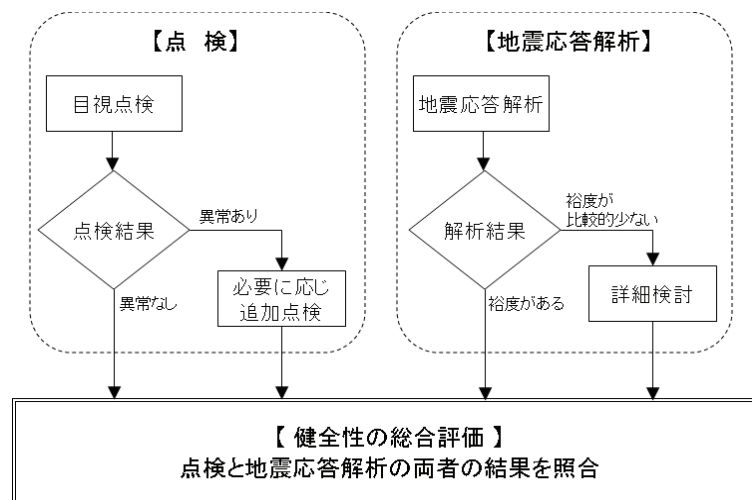 【点　検】
目視点検
点検結果
異常あり
異常なし
必要に応じ
追加点検
【地震応答解析】
地震応答解析
解析結果
裕度が
比較的少ない
裕度がある
詳細検討
【 健全性の総合評価 】
点検と地震応答解析の両者の結果を照合